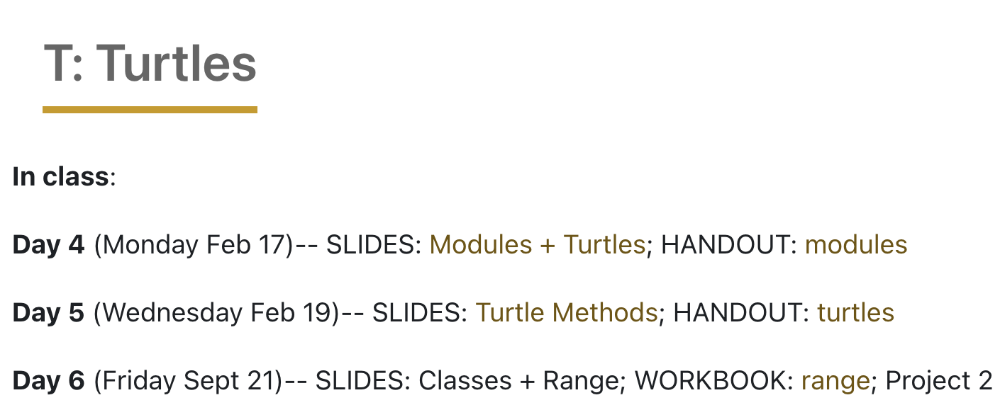 T: Turtles
In class:
Day 4 (Monday Feb 17)-- SLIDES: Modules + Turtles; HANDOUT: modules
Day 5 (Wednesday Feb 19)-- SLIDES: Turtle Methods; HANDOUT: turtles
Day 6 (Friday Sept 21)-- SLIDES: Classes + Range; WORKBOOK: range; Project 2